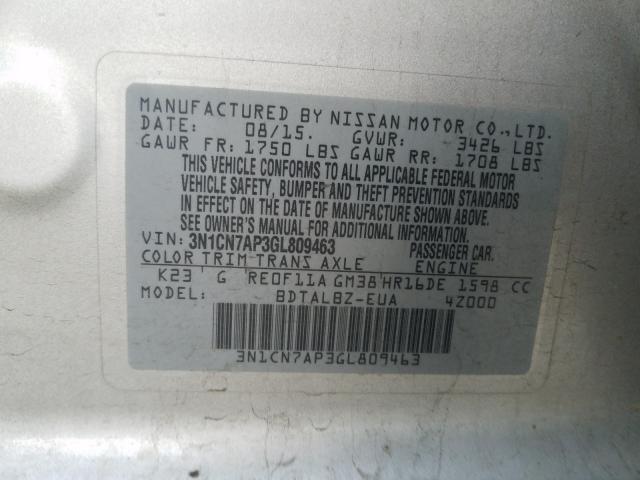 MANUFACTURED BY NISSAN MOTOR CO., LTD.
DATE: 08/15. GVWR: 3426 LBS
GAWR FR: 1750 LBS GAWR RR: 1708 LBS
THIS VEHICLE CONFORMS TO ALL APPLICABLE FEDERAL MOTOR
VEHICLE SAFETY, BUMPER AND THEFT PREVENTION STANDARDS
IN EFFECT ON THE DATE OF MANUFACTURE SHOWN ABOVE.
SEE OWNER'S MANUAL FOR ADDITIONAL INFORMATION.
VIN: 3N1CN7AP3GL809463 PASSENGER CAR.
COLOR TRIM TRANS AXLE ENGINE
K23 G RE0F11A GM38 HR16DE 1598 CC
MODEL: BDTALBZ-EUA 4Z000
3N1CN7AP3GL809463